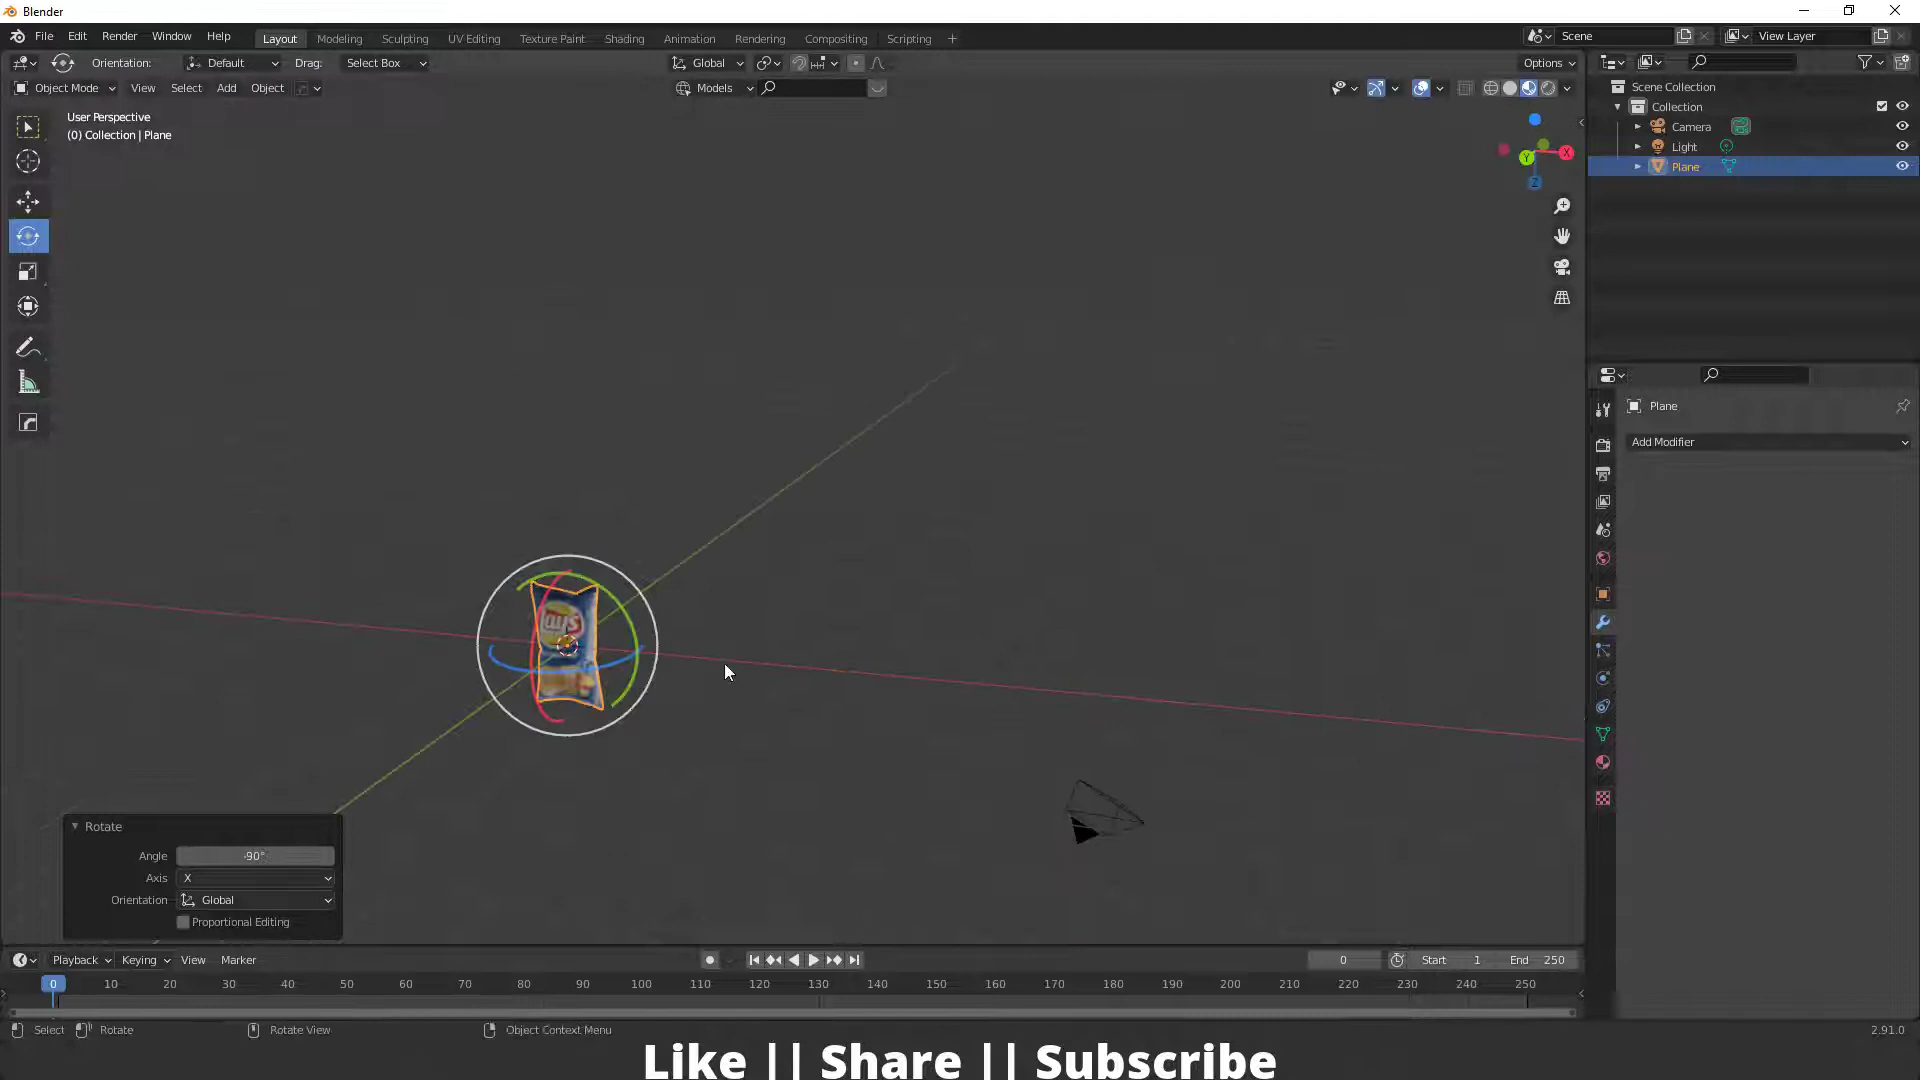 Blender
File Edit Render Window Help Layout Modeling Sculpting UV Editing Texture Paint Shading Animation Rendering Compositing Scripting + Scene View Layer
Orientation: Default Drag: Select Box Global Options
Object Mode View Select Add Object Models
User Perspective
(0) Collection | Plane
X
Y
Z
Scene Collection
Collection
Camera
Light
Plane
Plane
Add Modifier
Lays
Rotate
Angle -90°
Axis X
Orientation Global
Proportional Editing
Playback Keying View Marker 0 Start 1 End 250
0 10 20 30 40 50 60 70 80 90 100 110 120 130 140 150 160 170 180 190 200 210 220 230 240 250
Select Rotate Rotate View Object Context Menu 2.91.0
Like || Share || Subscribe